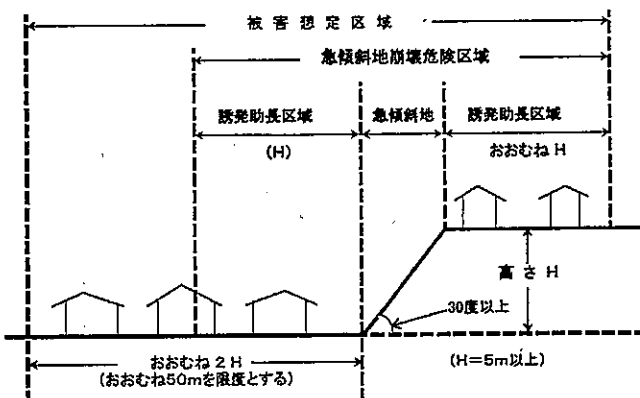 被害想定区域
急傾斜地崩壊危険区域
誘発助長区域
急傾斜地
誘発助長区域
(H)
おおむね H
高さ H
30度以上
おおむね 2 H
(おおむね50mを限度とする)
(H=5m以上)